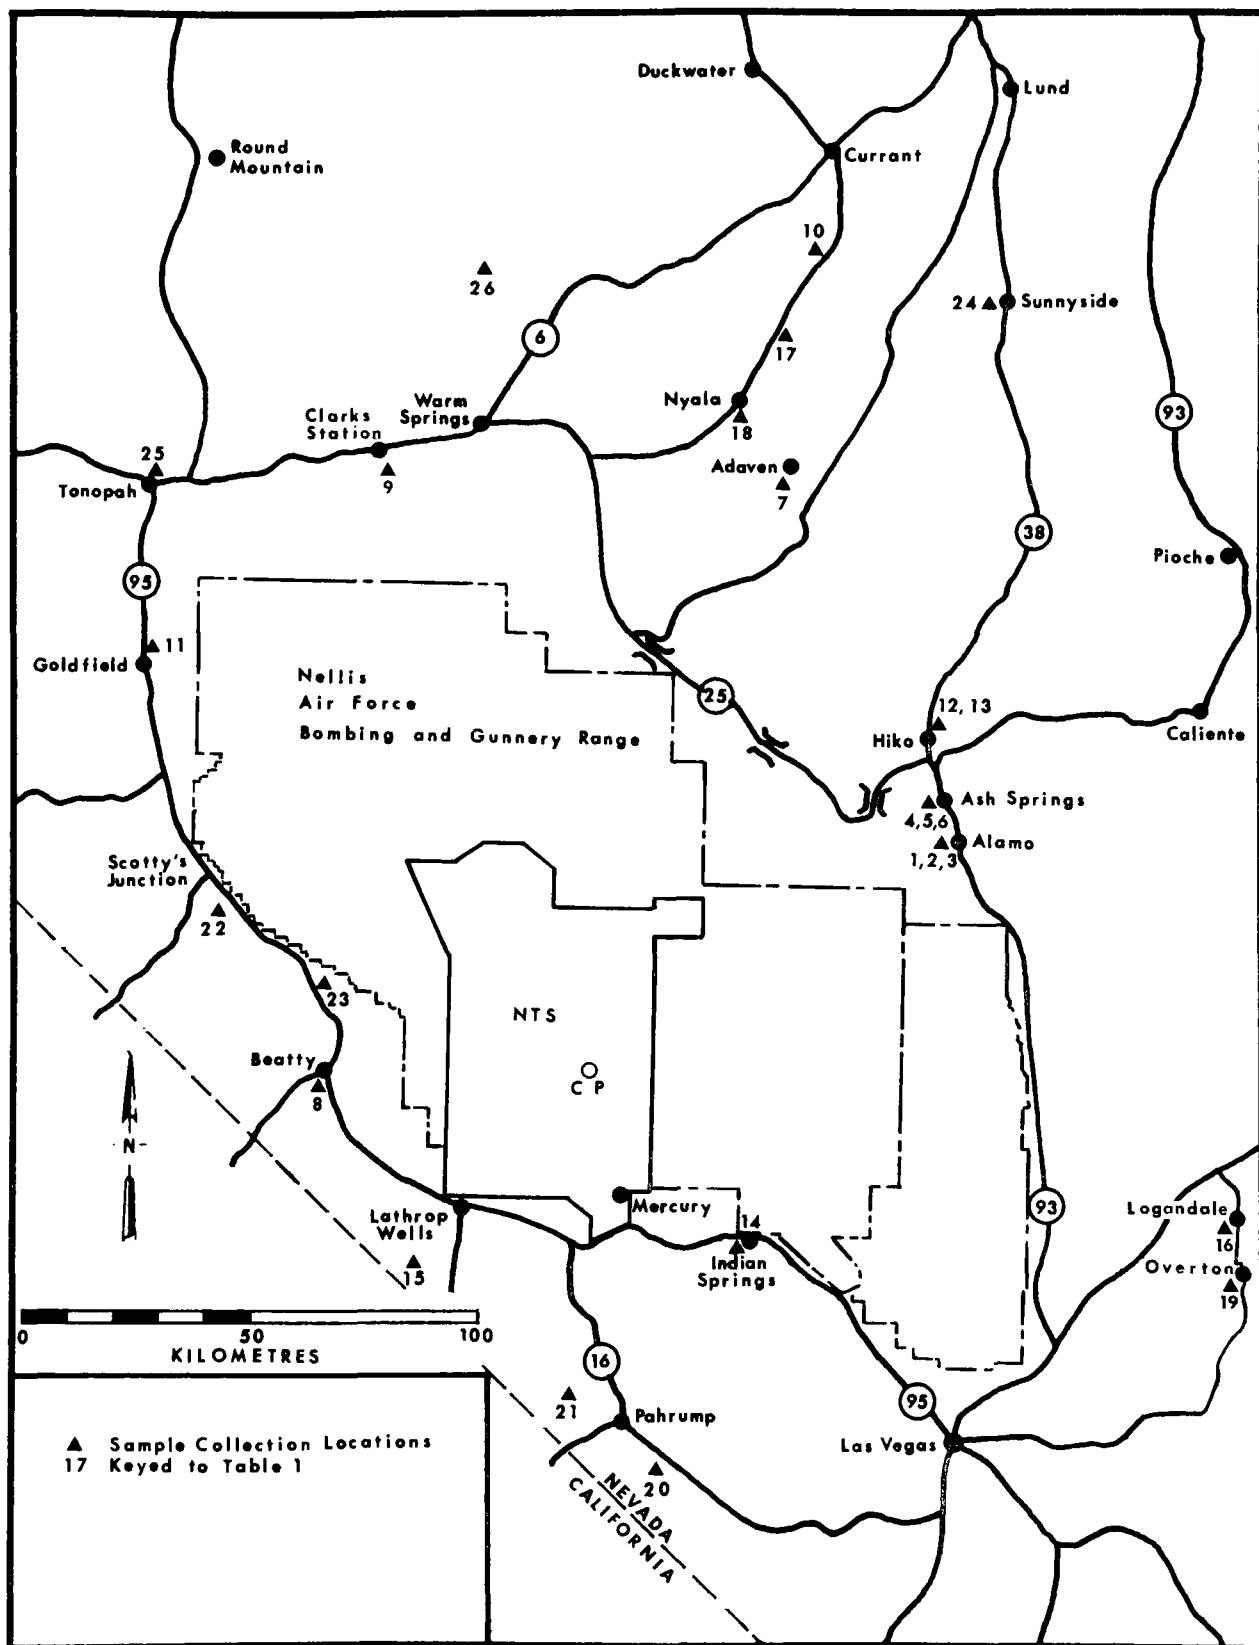 Duckwater
Lund
Round
Mountain
Currant
10
26
24
Sunnyside
6
17
Warm
Springs
Nyala
93
Clarks
Station
18
25
Adaven
9
7
Tonopah
38
Pioche
95
11
Goldfield
Nellis
Air Force
Bombing and Gunnery Range
25
12, 13
Hiko
Caliente
Ash Springs
4,5,6
Alamo
1,2,3
Scotty's
Junction
22
23
NTS
Beatty
C P
8
N
Mercury
93
Lathrop
Wells
14
Logandale
16
Indian
Springs
15
Overton
19
0 50 100
KILOMETRES
16
21
95
Pahrump
Las Vegas
▲ Sample Collection Locations
17 Keyed to Table 1
20
NEVADA
CALIFORNIA